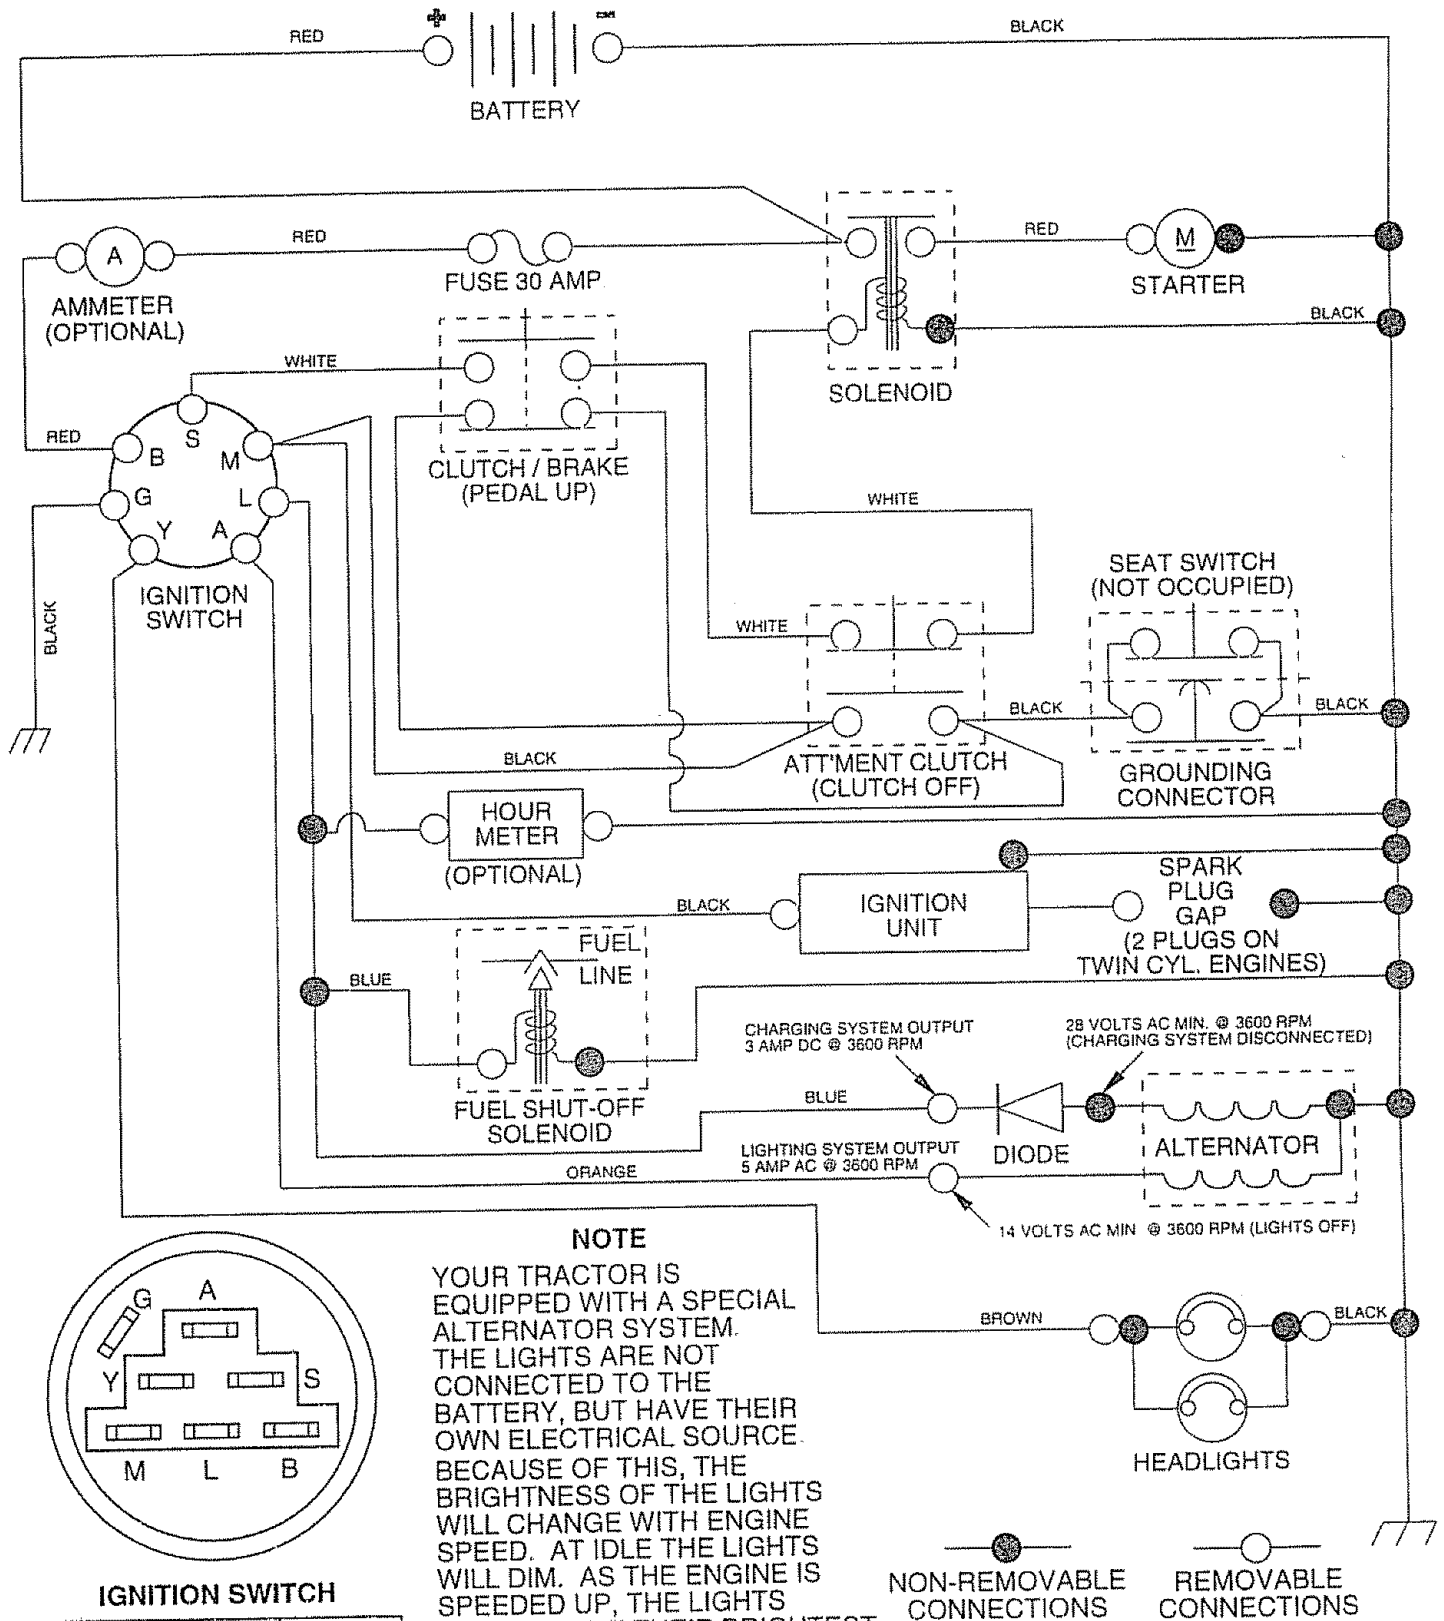 +
-
RED
BLACK
BATTERY
RED
A
AMMETER
(OPTIONAL)
FUSE 30 AMP
RED
M
STARTER
BLACK
SOLENOID
WHITE
RED
S
B
M
G
L
Y
A
IGNITION
SWITCH
BLACK
CLUTCH / BRAKE
(PEDAL UP)
WHITE
SEAT SWITCH
(NOT OCCUPIED)
WHITE
BLACK
BLACK
BLACK
ATT'MENT CLUTCH
(CLUTCH OFF)
GROUNDING
CONNECTOR
HOUR
METER
(OPTIONAL)
BLACK
IGNITION
UNIT
SPARK
PLUG
GAP
(2 PLUGS ON
TWIN CYL. ENGINES)
FUEL
LINE
BLUE
FUEL SHUT-OFF
SOLENOID
CHARGING SYSTEM OUTPUT
3 AMP DC @ 3600 RPM
28 VOLTS AC MIN. @ 3600 RPM
(CHARGING SYSTEM DISCONNECTED)
BLUE
DIODE
ALTERNATOR
LIGHTING SYSTEM OUTPUT
5 AMP AC @ 3600 RPM
ORANGE
14 VOLTS AC MIN @ 3600 RPM (LIGHTS OFF)
BROWN
BLACK
HEADLIGHTS
G
A
Y
S
M
L
B
IGNITION SWITCH
NOTE
YOUR TRACTOR IS
EQUIPPED WITH A SPECIAL
ALTERNATOR SYSTEM.
THE LIGHTS ARE NOT
CONNECTED TO THE
BATTERY, BUT HAVE THEIR
OWN ELECTRICAL SOURCE.
BECAUSE OF THIS, THE
BRIGHTNESS OF THE LIGHTS
WILL CHANGE WITH ENGINE
SPEED. AT IDLE THE LIGHTS
WILL DIM. AS THE ENGINE IS
SPEEDED UP, THE LIGHTS
THEIR BRIGHTEST
NON-REMOVABLE
CONNECTIONS
REMOVABLE
CONNECTIONS